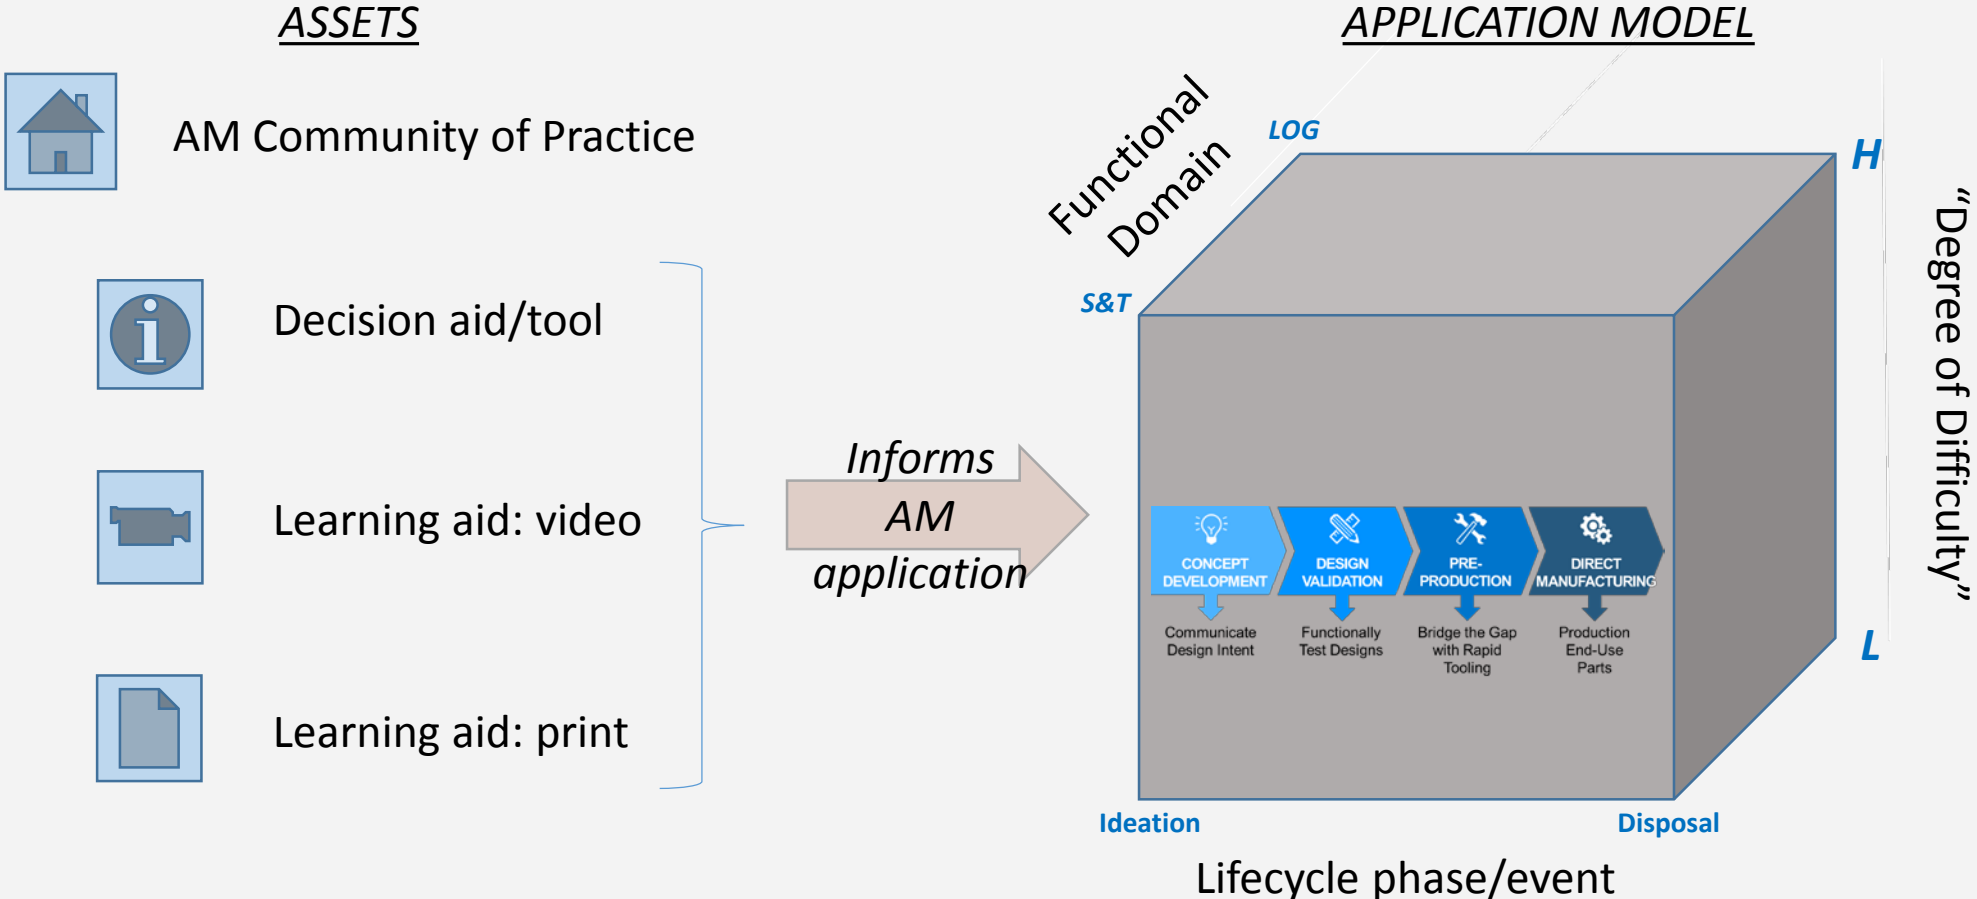 ASSETS
AM Community of Practice
Decision aid/tool
Learning aid: video
Learning aid: print
Informs
AM
application
APPLICATION MODEL
Functional
Domain
LOG
S&T
H
L
“Degree of Difficulty”
CONCEPT
DEVELOPMENT
Communicate
Design Intent
DESIGN
VALIDATION
Functionally
Test Designs
PRE-
PRODUCTION
Bridge the Gap
with Rapid
Tooling
DIRECT
MANUFACTURING
Production
End-Use
Parts
Ideation
Disposal
Lifecycle phase/event